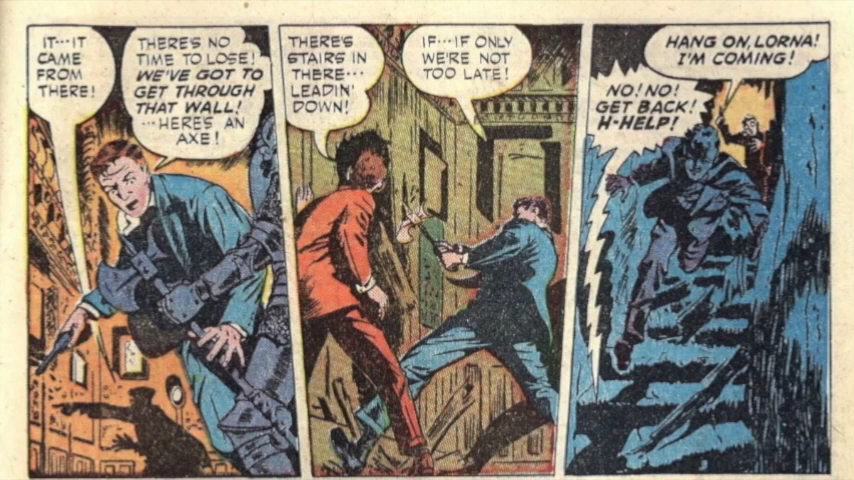 IT---IT
CAME
FROM
THERE!
THERE'S NO
TIME TO LOSE!
WE'VE GOT TO
GET THROUGH
THAT WALL!
---HERE'S AN
AXE!
THERE'S
STAIRS IN
THERE---
LEADIN'
DOWN!
IF---IF ONLY
WE'RE NOT
TOO LATE!
HANG ON, LORNA!
I'M COMING!
NO! NO!
GET BACK!
H-HELP!